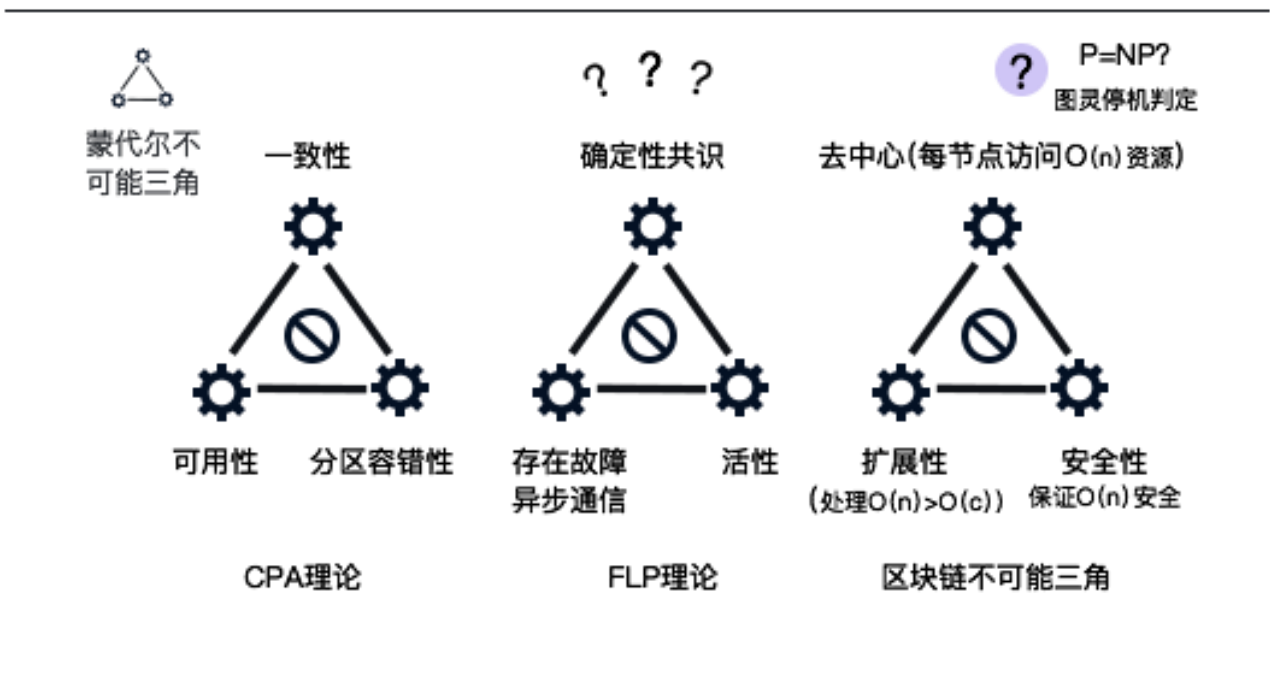 ? ? ?
?
P=NP?
图灵停机判定
蒙代尔不
可能三角
一致性
确定性共识
去中心(每节点访问O(n)资源)
可用性
分区容错性
存在故障
异步通信
活性
扩展性
(处理O(n)>O(c))
安全性
保证O(n)安全
CPA理论
FLP理论
区块链不可能三角